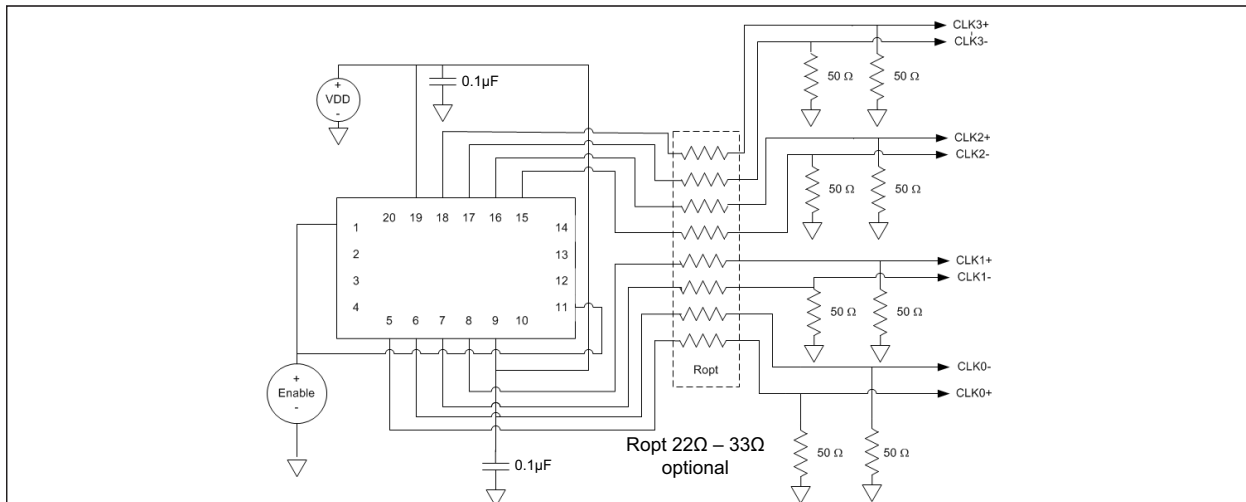 CLK3+
CLK3-
50 Ω
50 Ω
+
VDD
-
0.1µF
CLK2+
CLK2-
50 Ω
50 Ω
20 19 18 17 16 15
1
2
3
4
14
13
12
11
5 6 7 8 9 10
CLK1+
CLK1-
50 Ω
50 Ω
Ropt
+
Enable
-
CLK0-
CLK0+
50 Ω
50 Ω
0.1µF
Ropt 22Ω – 33Ω
optional